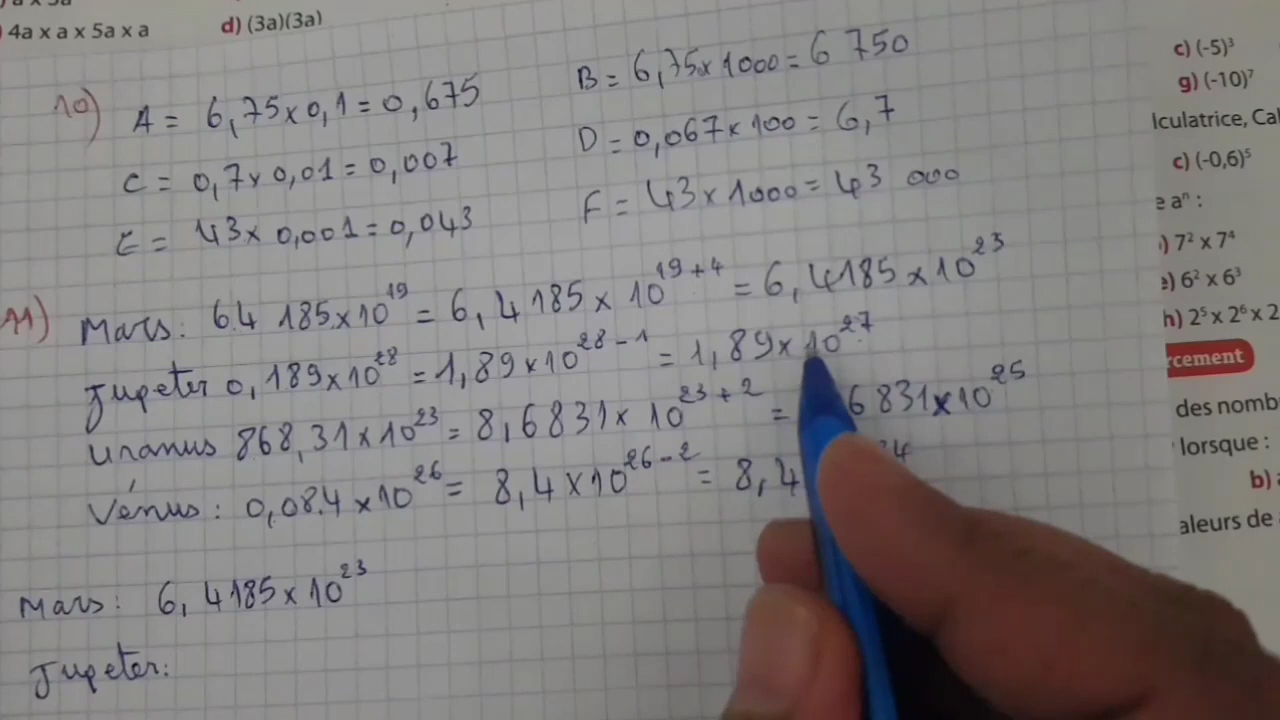 4a x a x 5a x a d) (3a)(3a)
10) A = 6,75 x 0,1 = 0,675 B = 6,75 x 1000 = 6 750
C = 0,7 x 0,01 = 0,007 D = 0,067 x 100 = 6,7
E = 43 x 0,001 = 0,043 F = 43 x 1000 = 43 000
11) Mars: 64 185 x 10¹⁹ = 6,4185 x 10¹⁹⁺⁴ = 6,4185 x 10²³
Jupeter 0,189 x 10²⁸ = 1,89 x 10²⁸⁻¹ = 1,89 x 10²⁷
Uranus 868,31 x 10²³ = 8,6831 x 10²³⁺² = 6831 x 10²⁵
Vénus: 0,084 x 10²⁶ = 8,4 x 10²⁶⁻² = 8,4
Mars: 6,4185 x 10²³
Jupeter:
c) (-5)³
g) (-10)⁷
lculatrice, Cal
c) (-0,6)⁵
e aⁿ :
) 7² x 7⁴
e) 6² x 6³
h) 2⁵ x 2⁶ x 2
rcement
des nomb
lorsque :
b)
aleurs de